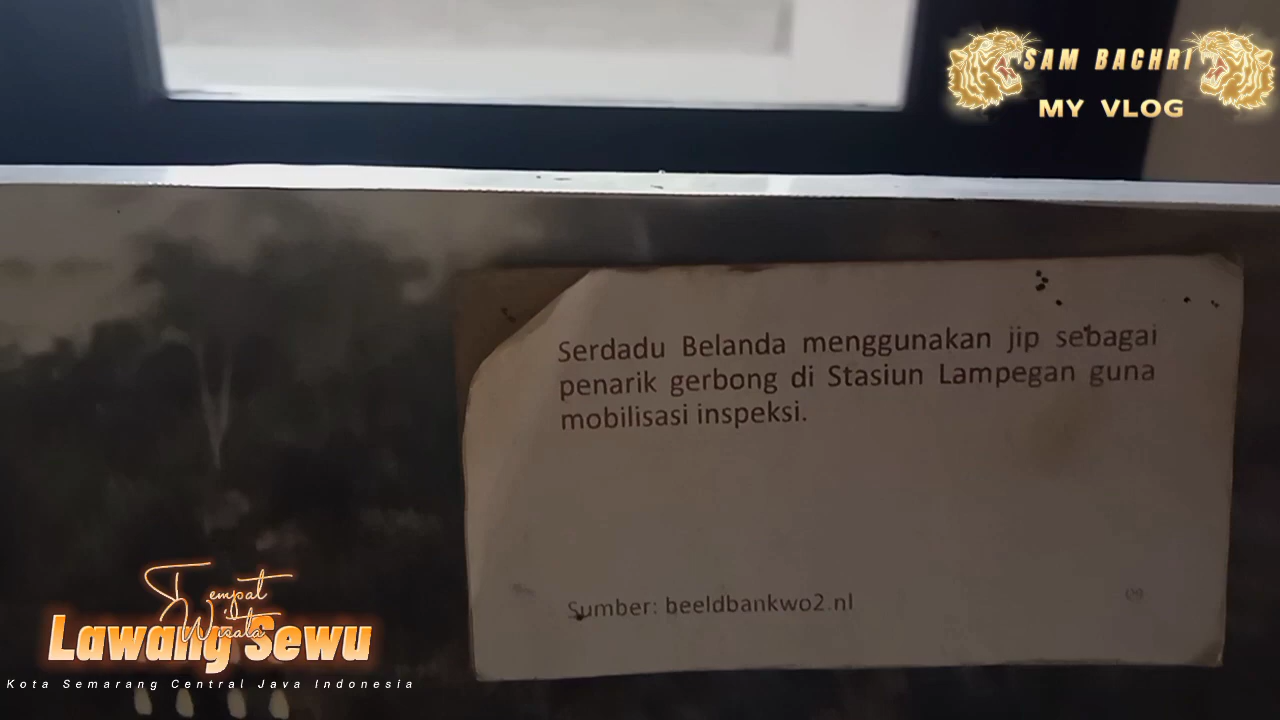 SAM BACHRI
MY VLOG
Serdadu Belanda menggunakan jip sebagai
penarik gerbong di Stasiun Lampegan guna
mobilisasi inspeksi.
Sumber: beeldbankwo2.nl
Tempat
Wisata
Lawang Sewu
Kota Semarang Central Java Indonesia